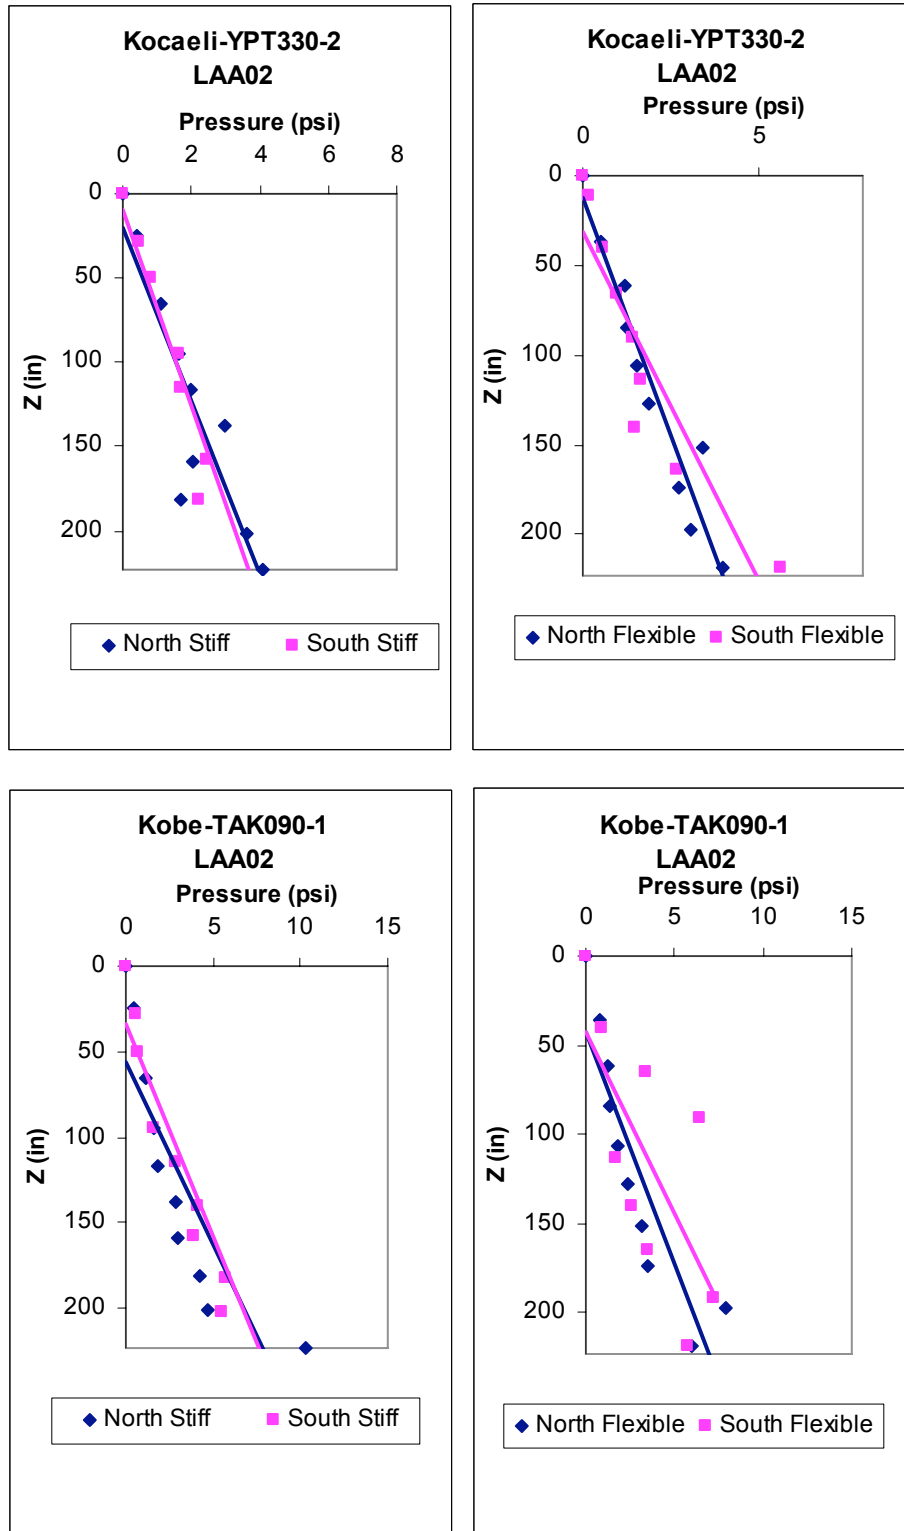 Kocaeli-YPT330-2
LAA02
Pressure (psi)
0 2 4 6 8
0
50
100
150
200
Z (in)
North Stiff South Stiff
Kocaeli-YPT330-2
LAA02
Pressure (psi)
0 5
0
50
100
150
200
Z (in)
North Flexible South Flexible
Kobe-TAK090-1
LAA02
Pressure (psi)
0 5 10 15
0
50
100
150
200
Z (in)
North Stiff South Stiff
Kobe-TAK090-1
LAA02
Pressure (psi)
0 5 10 15
0
50
100
150
200
Z (in)
North Flexible South Flexible